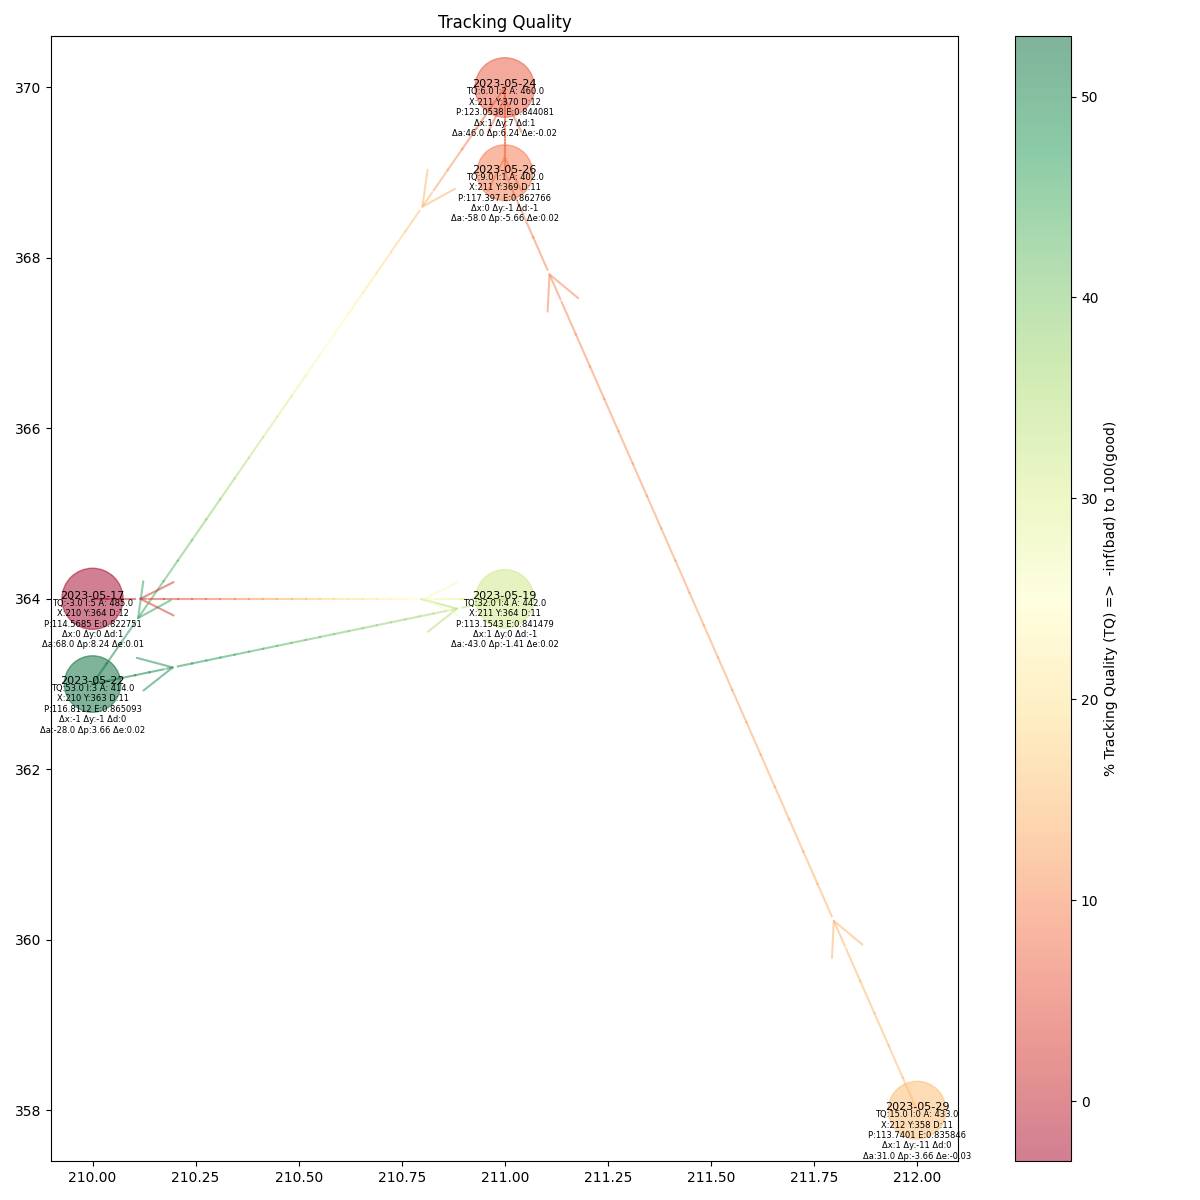 Tracking Quality
370
368
366
364
362
360
358
2023-05-24
TQ:6.0 I:2 A: 460.0
X:211 Y:370 D:12
P:123.0538 E:0.844081
Δx:1 Δy:7 Δd:1
Δa:46.0 Δp:6.24 Δe:-0.02
2023-05-26
TQ:9.0 I:1 A: 402.0
X:211 Y:369 D:11
P:117.397 E:0.862766
Δx:0 Δy:-1 Δd:-1
Δa:-58.0 Δp:-5.66 Δe:0.02
2023-05-17
TQ:-3.0 I:5 A: 485.0
X:210 Y:364 D:12
P:114.5685 E:0.822751
Δx:0 Δy:0 Δd:1
Δa:68.0 Δp:8.24 Δe:0.01
2023-05-19
TQ:32.0 I:4 A: 442.0
X:211 Y:364 D:11
P:113.1543 E:0.841479
Δx:1 Δy:0 Δd:-1
Δa:-43.0 Δp:-1.41 Δe:0.02
2023-05-22
TQ:53.0 I:3 A: 414.0
X:210 Y:363 D:11
P:116.8112 E:0.865093
Δx:-1 Δy:-1 Δd:0
Δa:-28.0 Δp:3.66 Δe:0.02
2023-05-29
TQ:15.0 I:0 A: 433.0
X:212 Y:358 D:11
P:113.7401 E:0.835846
Δx:1 Δy:-11 Δd:0
Δa:31.0 Δp:-3.66 Δe:-0.03
210.00 210.25 210.50 210.75 211.00 211.25 211.50 211.75 212.00
50
40
30
20
10
0
% Tracking Quality (TQ) => -inf(bad) to 100(good)